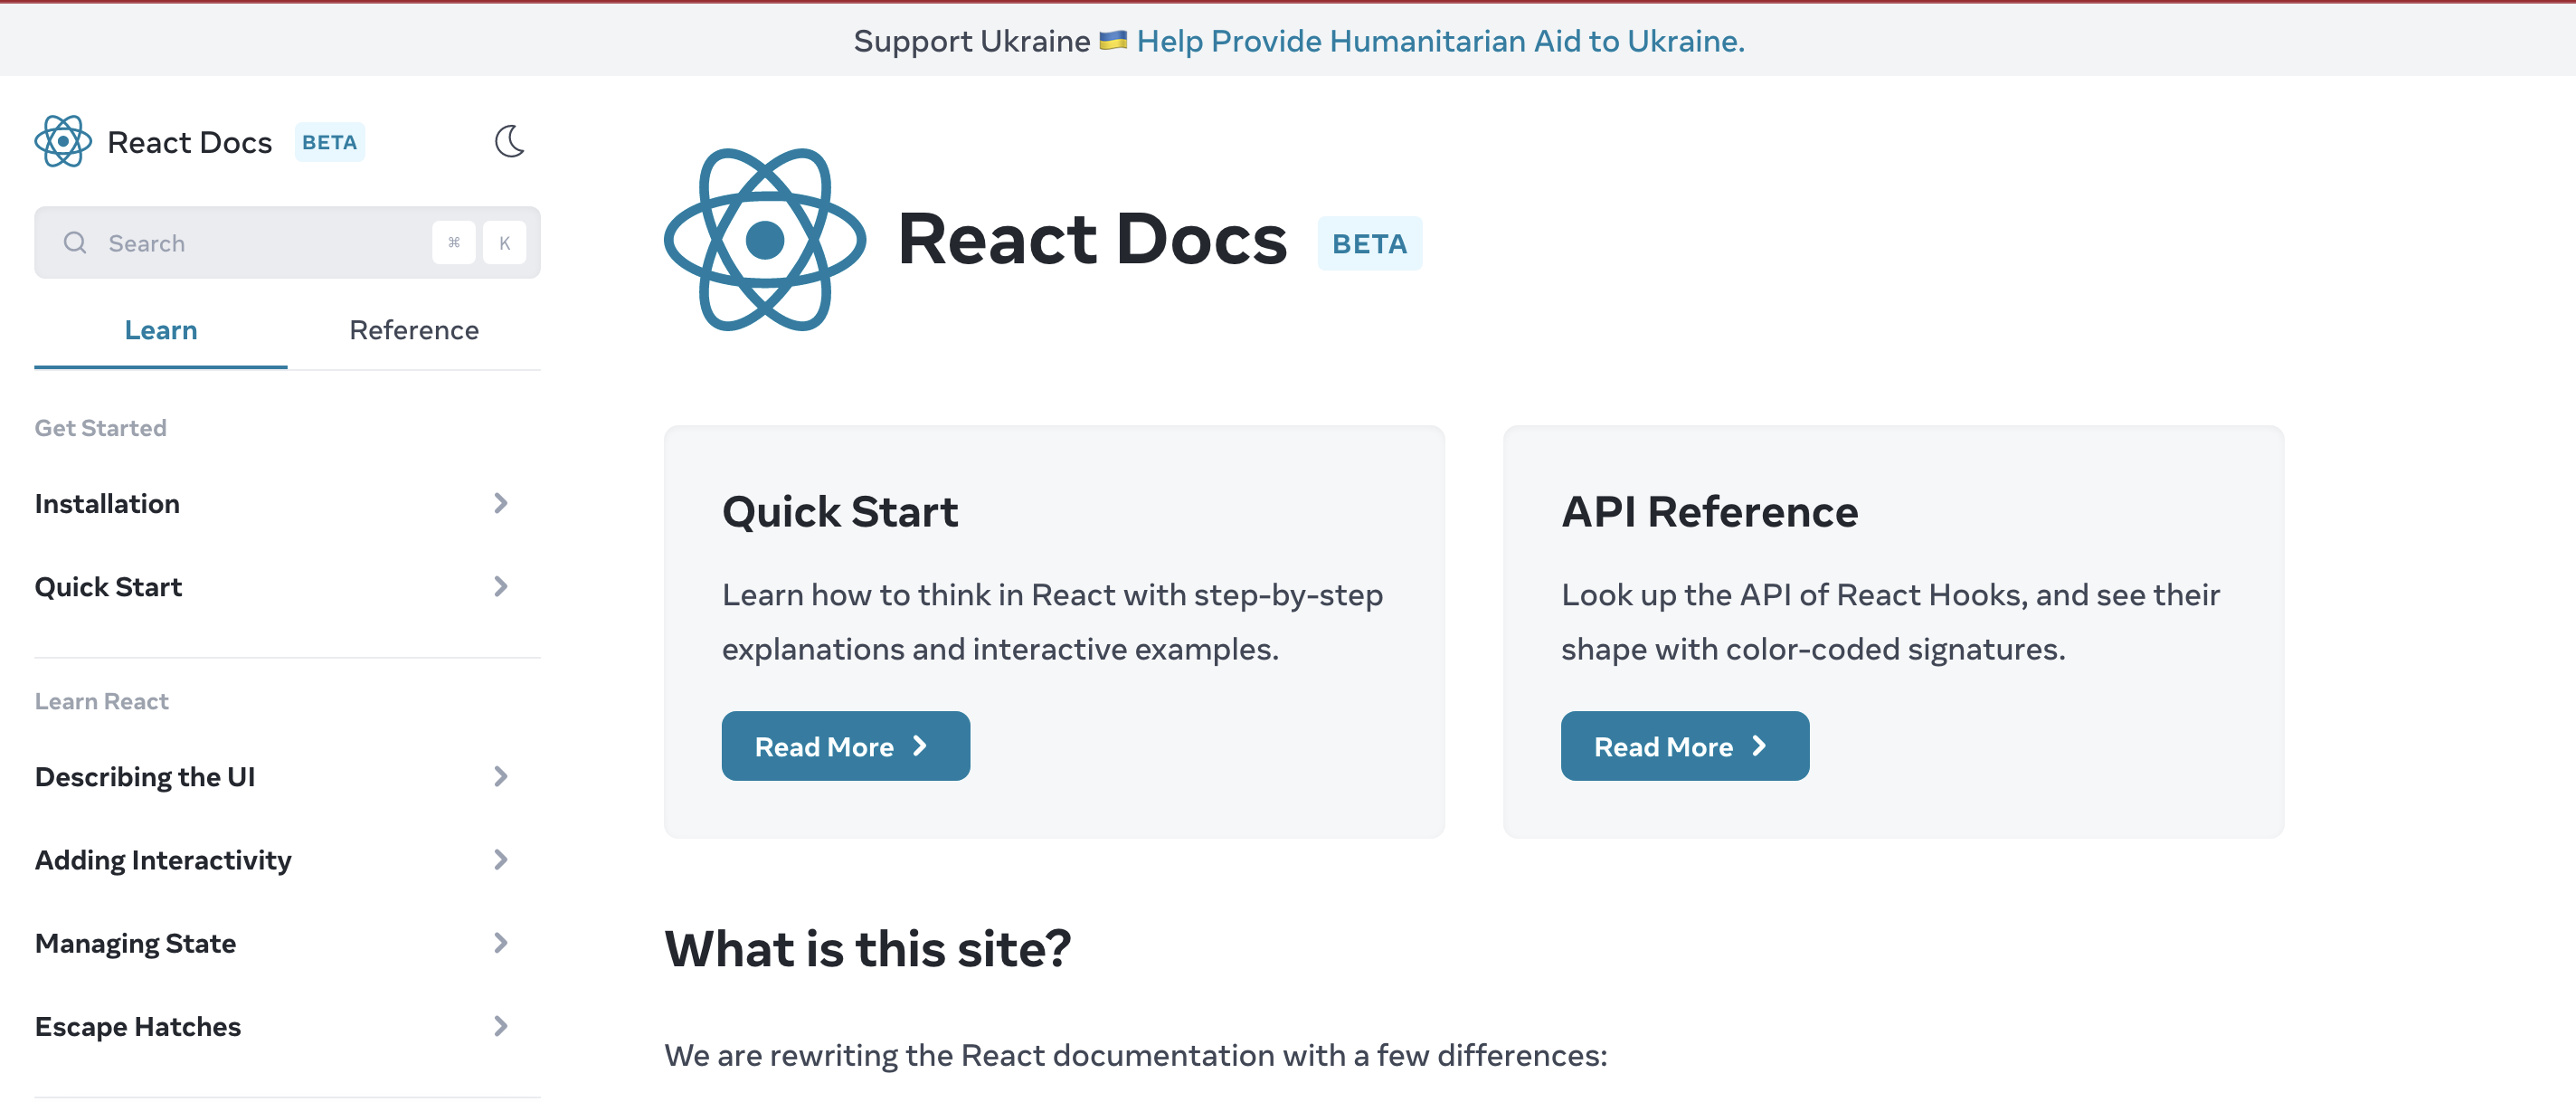 Support Ukraine 🇺🇦 Help Provide Humanitarian Aid to Ukraine.
React Docs BETA
Search ⌘ K
Learn Reference
Get Started
Installation
Quick Start
Learn React
Describing the UI
Adding Interactivity
Managing State
Escape Hatches
React Docs BETA
Quick Start
Learn how to think in React with step-by-step
explanations and interactive examples.
Read More
API Reference
Look up the API of React Hooks, and see their
shape with color-coded signatures.
Read More
What is this site?
We are rewriting the React documentation with a few differences: